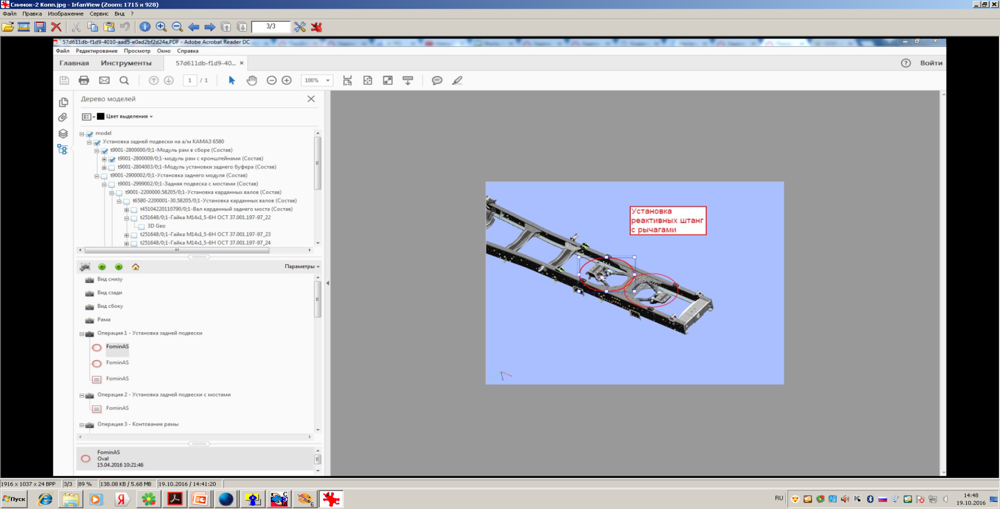 Снимок-2 Копп.jpg - IrfanView (Zoom: 1715 x 928)
Файл Правка Изображение Сервис Вид ?
3/3
57d611db-f1d9-4010-aad5-e0ad2bf2d24a.PDF - Adobe Acrobat Reader DC
Файл Редактирование Просмотр Окно Справка
Главная Инструменты 57d611db-f1d9-40... × Войти
1 / 1 100%
Дерево моделей
Цвет выделения
model
Установка задней подвески на а/м КАМАЗ 6580
t9001-2800000/0;1-Модуль рам в сборе (Состав)
t9001-2800009/0;1-модуль рам с кронштейнами (Состав)
t9001-2804003/0;1-Модуль установки заднего буфера (Состав)
t9001-2900002/0;1-Установка заднего модуля (Состав)
t9001-2999002/0;1-Задняя подвеска с мостами (Состав)
t9001-2200000.58205/0;1-Установка карданных валов (Состав)
t6580-2200001-30.58205/0;1-Установка карданных валов (Состав)
t45104220110790/0;1-Вал карданный заднего моста (Состав)
t251648/0;1-Гайка М14х1,5-6Н ОСТ 37.001.197-97_22
3D Geo
t251648/0;1-Гайка М14х1,5-6Н ОСТ 37.001.197-97_23
t251648/0;1-Гайка М14х1,5-6Н ОСТ 37.001.197-97_24
Параметры
Вид снизу
Вид сзади
Вид сбоку
Рама
Операция 1 - Установка задней подвески
FominAS
FominAS
FominAS
Операция 2 - Установка задней подвески с мостами
FominAS
Операция 3 - Контование рамы
FominAS
Oval
15.04.2016 10:21:46
Установка
реактивных штанг
с рычагами
1916 x 1037 x 24 BPP 3/3 89 % 138.08 KB / 5.68 MB 19.10.2016 / 14:41:20
Пуск
RU
14:48
19.10.2016